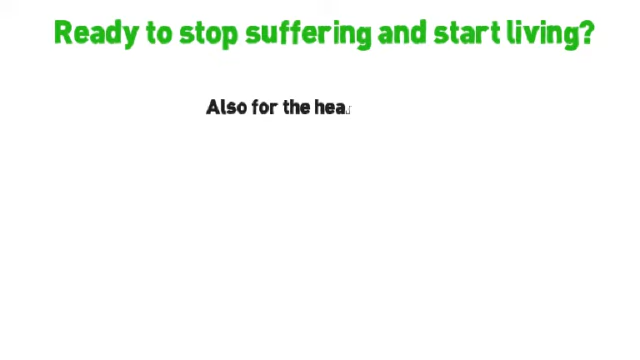 Ready to stop suffering and start living?
Also for the hea